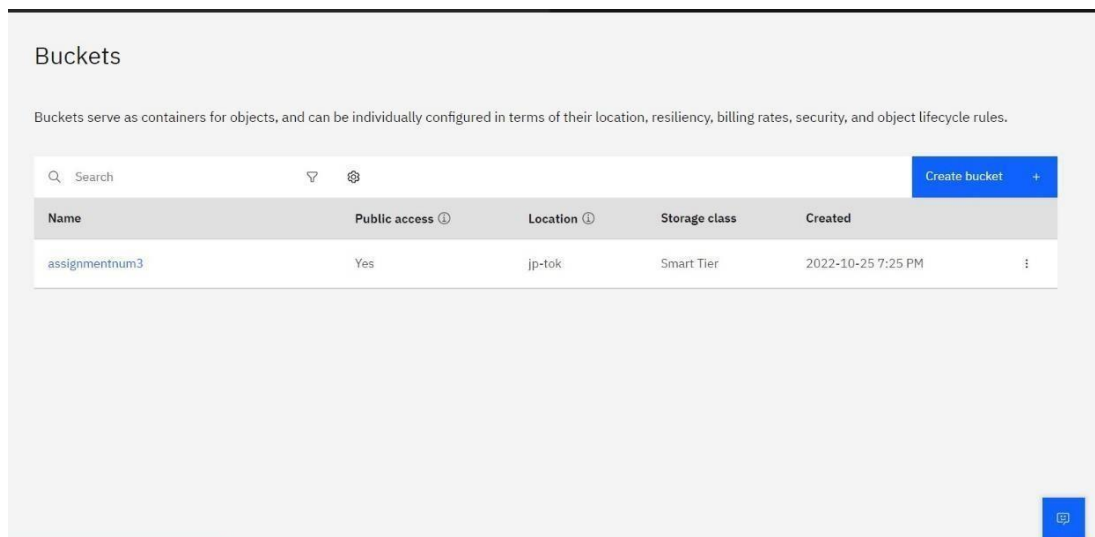 Buckets
Buckets serve as containers for objects, and can be individually configured in terms of their location, resiliency, billing rates, security, and object lifecycle rules.
Search Create bucket +
Name Public access Location Storage class Created
assignmentnum3 Yes jp-tok Smart Tier 2022-10-25 7:25 PM